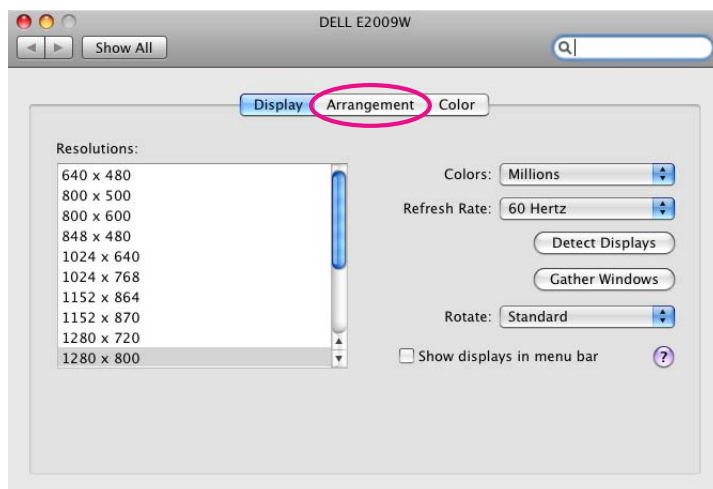 DELL E2009W
Show All
Display Arrangement Color
Resolutions:
640 x 480
800 x 500
800 x 600
848 x 480
1024 x 640
1024 x 768
1152 x 864
1152 x 870
1280 x 720
1280 x 800
Colors: Millions
Refresh Rate: 60 Hertz
Detect Displays
Gather Windows
Rotate: Standard
Show displays in menu bar ?